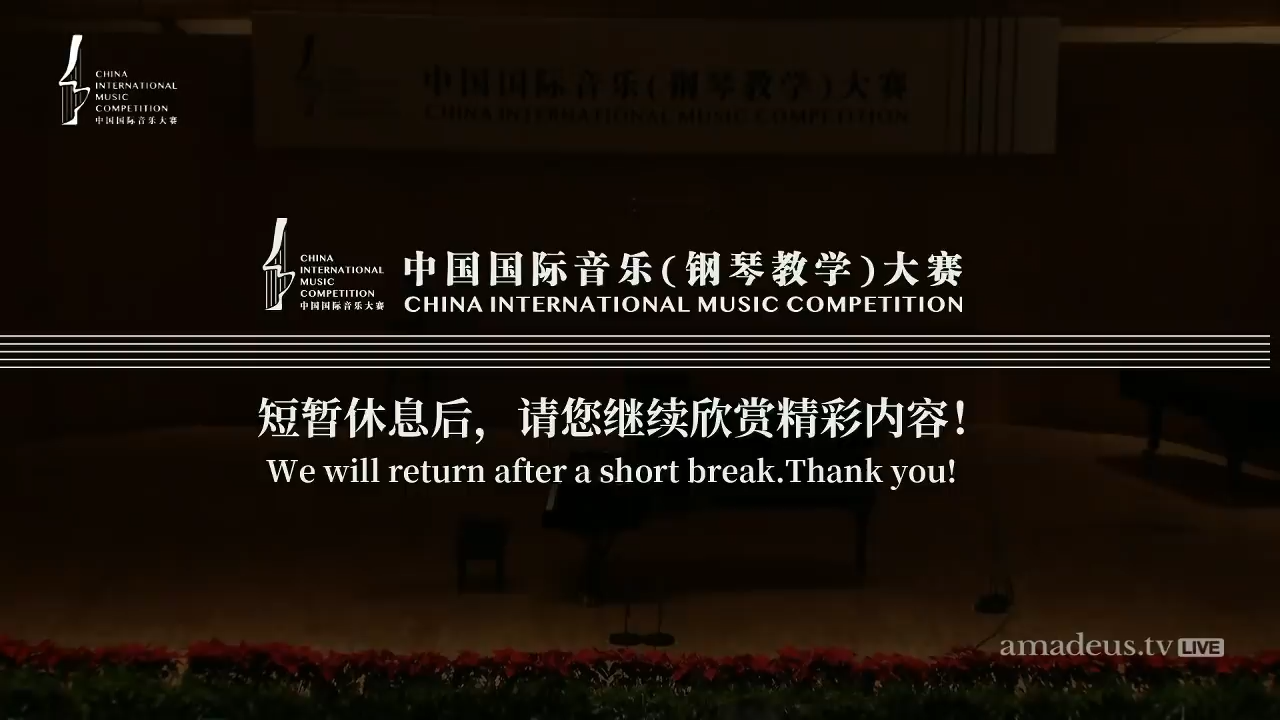 CHINA
INTERNATIONAL
MUSIC
COMPETITION
中国国际音乐大赛
中国国际音乐(钢琴教学)大赛
CHINA INTERNATIONAL MUSIC COMPETITION
CHINA
INTERNATIONAL
MUSIC
COMPETITION
中国国际音乐大赛
中国国际音乐(钢琴教学)大赛
CHINA INTERNATIONAL MUSIC COMPETITION
短暂休息后，请您继续欣赏精彩内容！
We will return after a short break.Thank you!
amadeus.tv LIVE